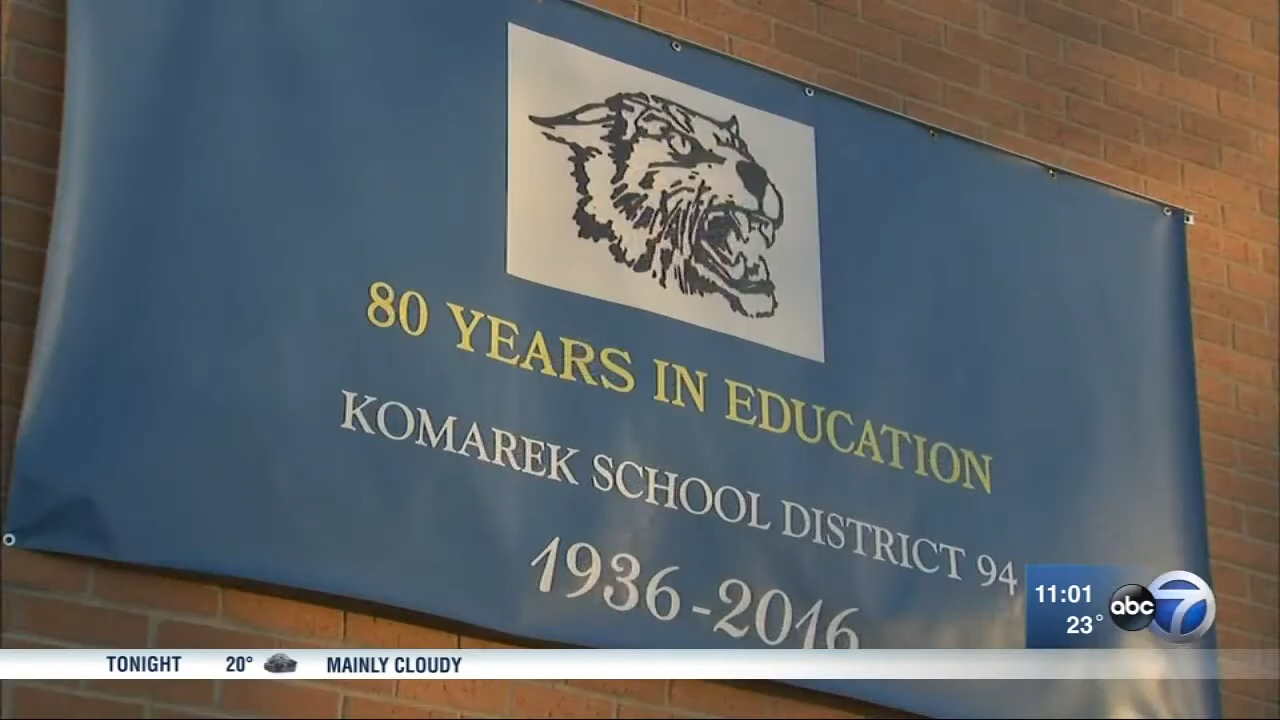 80 YEARS IN EDUCATION
KOMAREK SCHOOL DISTRICT 94
1936-2016
11:01
23°
abc 7
TONIGHT 20° MAINLY CLOUDY